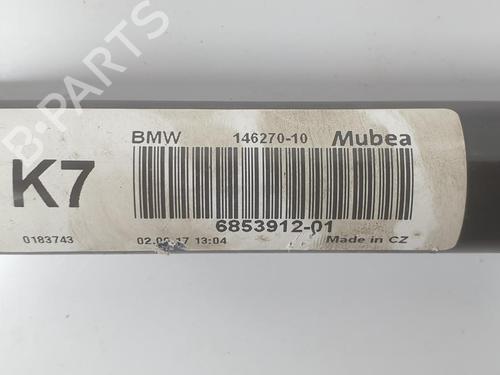 B-PARTS
BMW 146270-10 Mubea
K7
6853912-01
0183743 13:04 Made in CZ